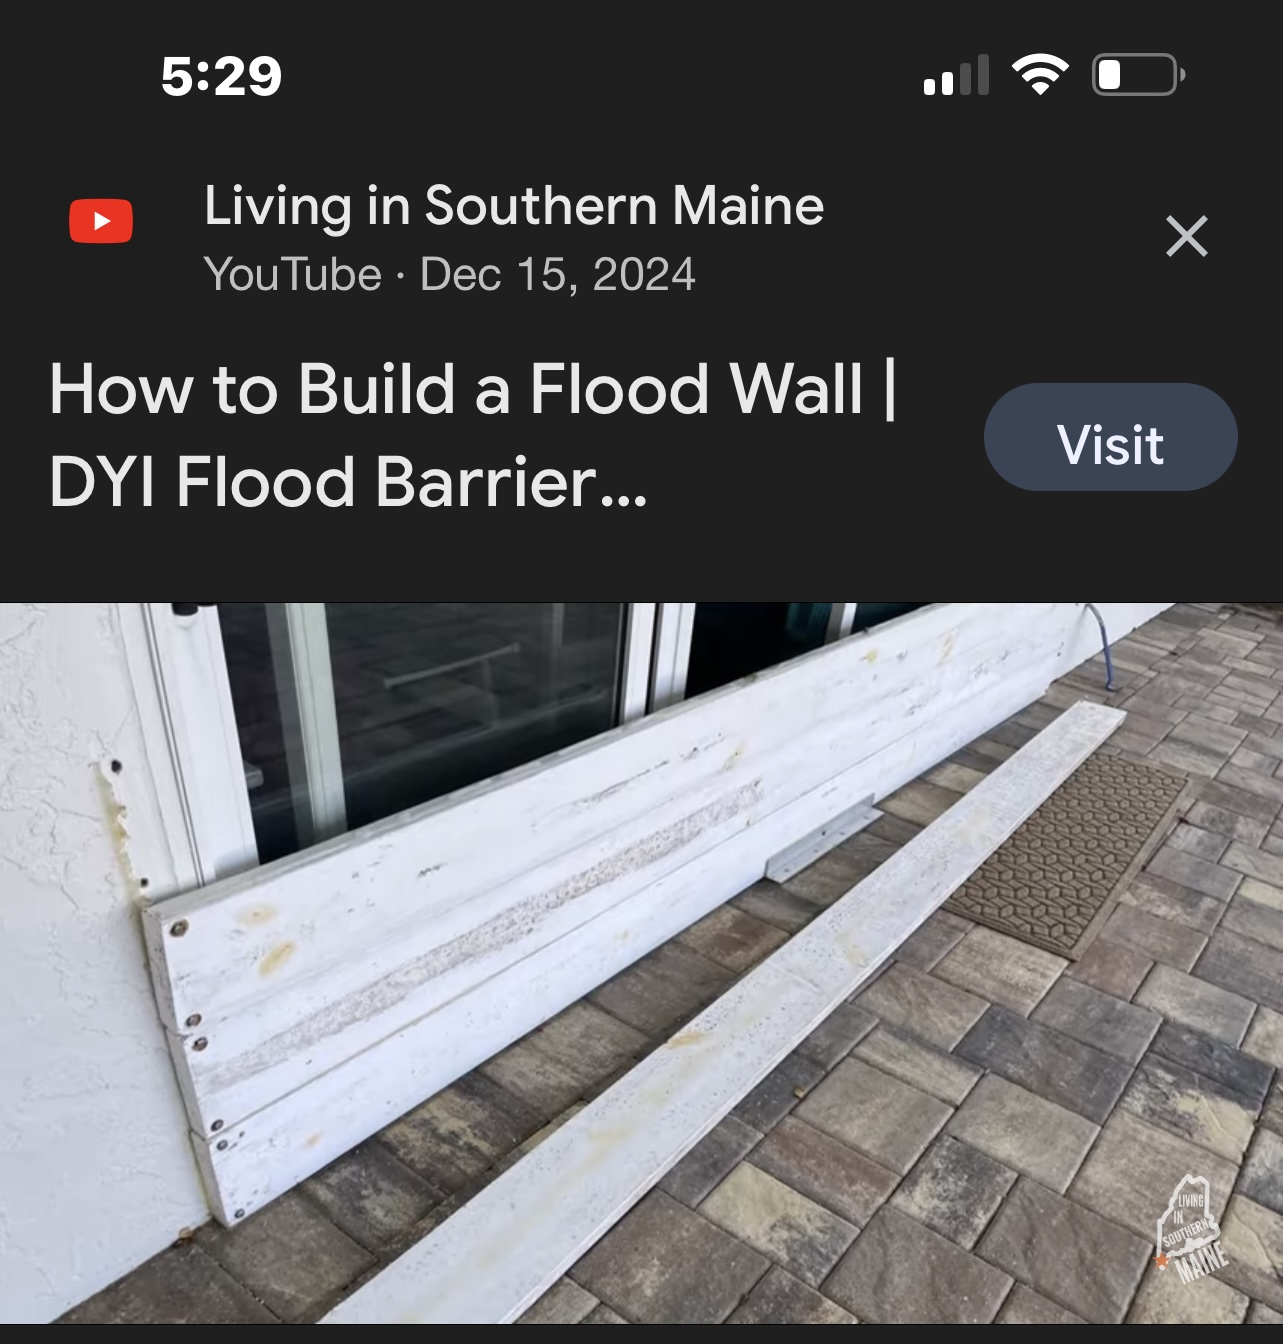 5:29
Living in Southern Maine
YouTube · Dec 15, 2024
How to Build a Flood Wall |
DYI Flood Barrier...
Visit
LIVING
IN
SOUTHERN
MAINE